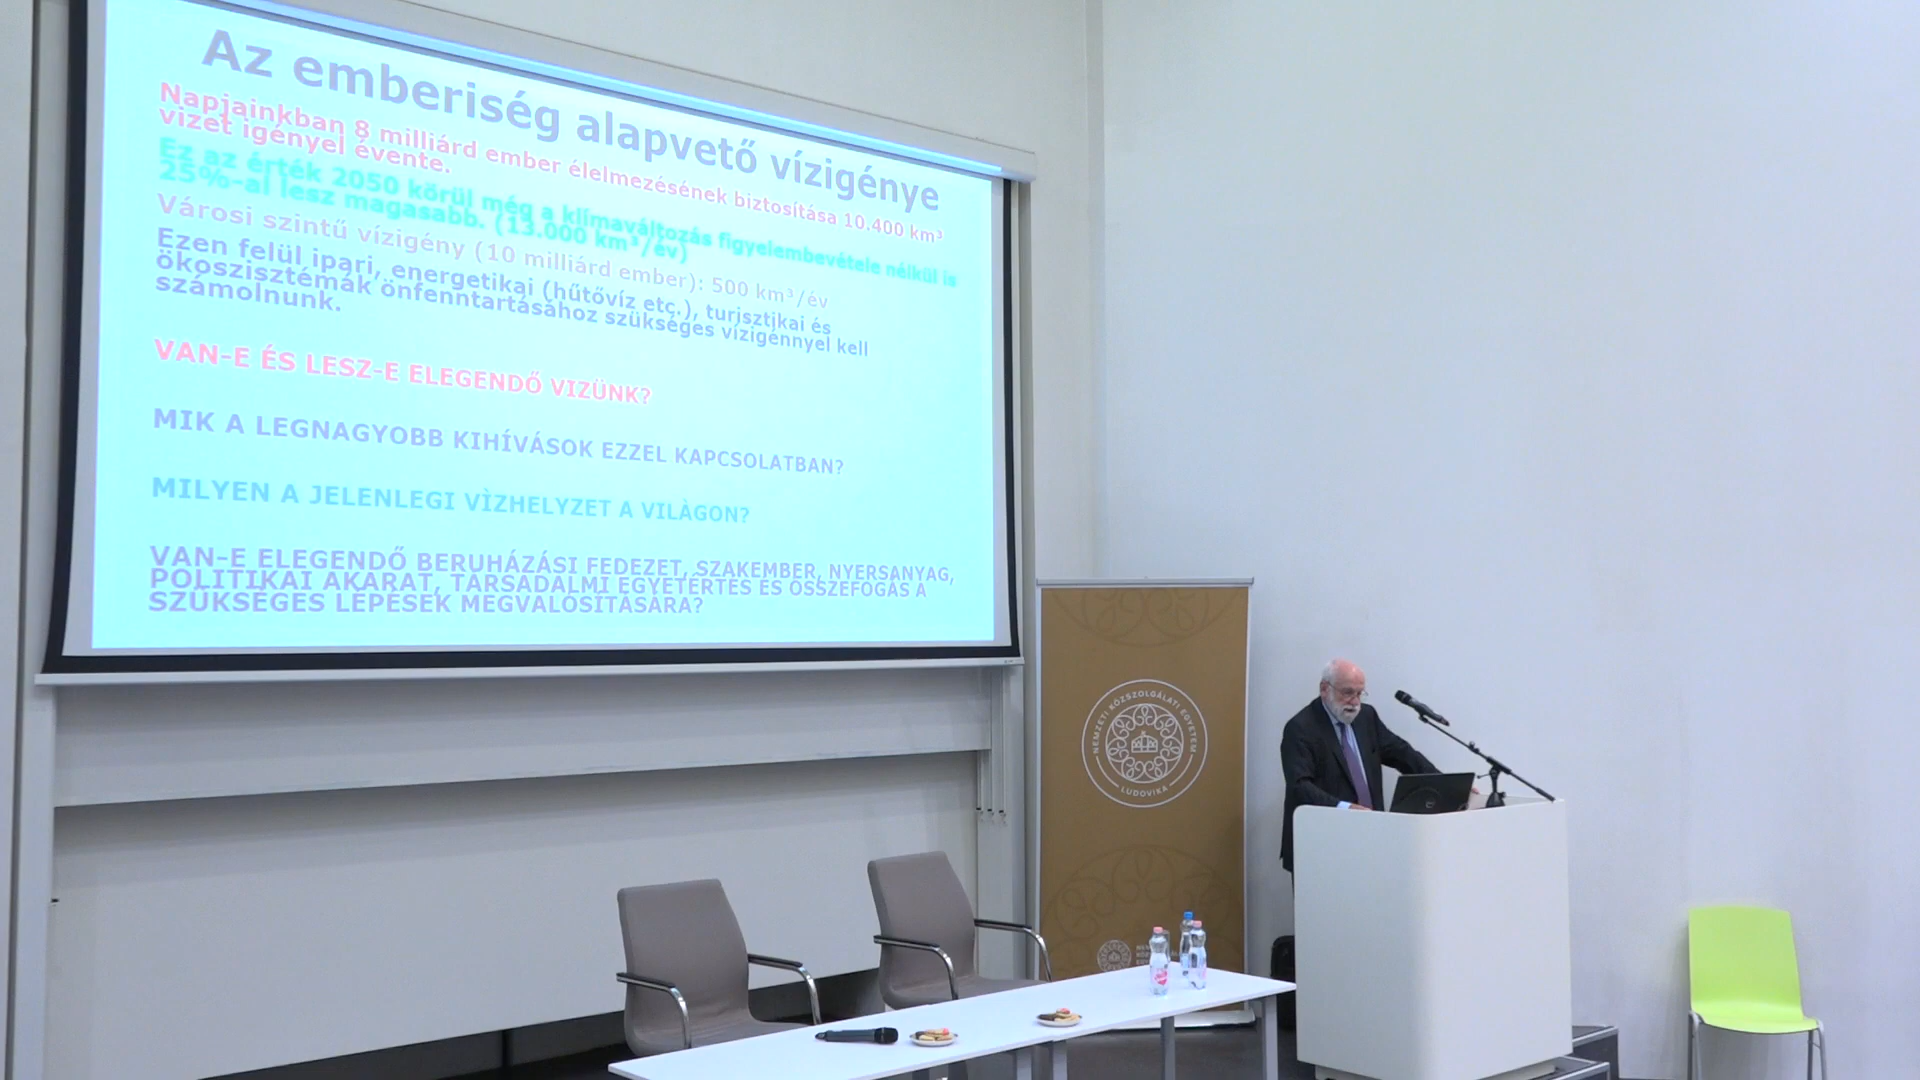 Az emberiség alapvető vízigénye
Napjainkban 8 milliárd ember élelmezésének biztosítása 10.400 km³
vizet igényel évente.
Ez az érték 2050 körül még a klímaváltozás figyelembevétele nélkül is
25%-al lesz magasabb. (13.000 km³/év)
Városi szintű vízigény (10 milliárd ember): 500 km³/év
Ezen felül ipari, energetikai (hűtővíz etc.), turisztikai és
ökoszisztémák önfenntartásához szükséges vízigénnyel kell
számolnunk.
VAN-E ÉS LESZ-E ELEGENDŐ VIZÜNK?
MIK A LEGNAGYOBB KIHÍVÁSOK EZZEL KAPCSOLATBAN?
MILYEN A JELENLEGI VÌZHELYZET A VILÀGON?
VAN-E ELEGENDŐ BERUHÁZÁSI FEDEZET, SZAKEMBER, NYERSANYAG,
POLITIKAI AKARAT, TÁRSADALMI EGYETÉRTÉS ÉS ÖSSZEFOGÁS A
SZÜKSÉGES LÉPÉSEK MEGVALÓSÍTÁSÁRA?
NEMZETI KÖZSZOLGÁLATI EGYETEM
LUDOVIKA